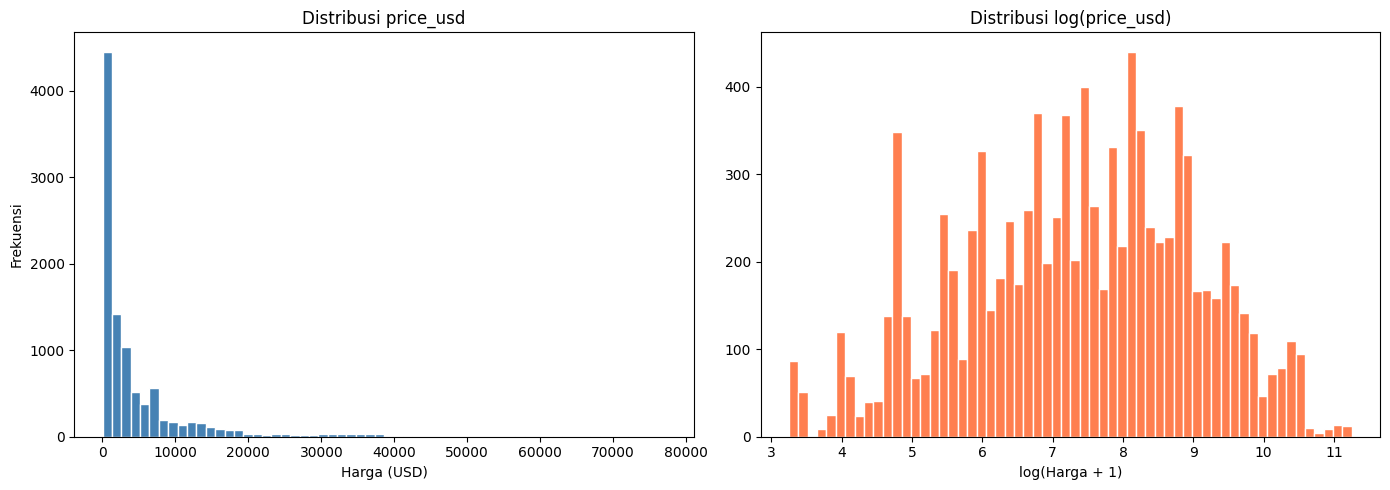 Distribusi price_usd
Frekuensi
4000
3000
2000
1000
0
0 10000 20000 30000 40000 50000 60000 70000 80000
Harga (USD)
Distribusi log(price_usd)
400
300
200
100
0
3 4 5 6 7 8 9 10 11
log(Harga + 1)